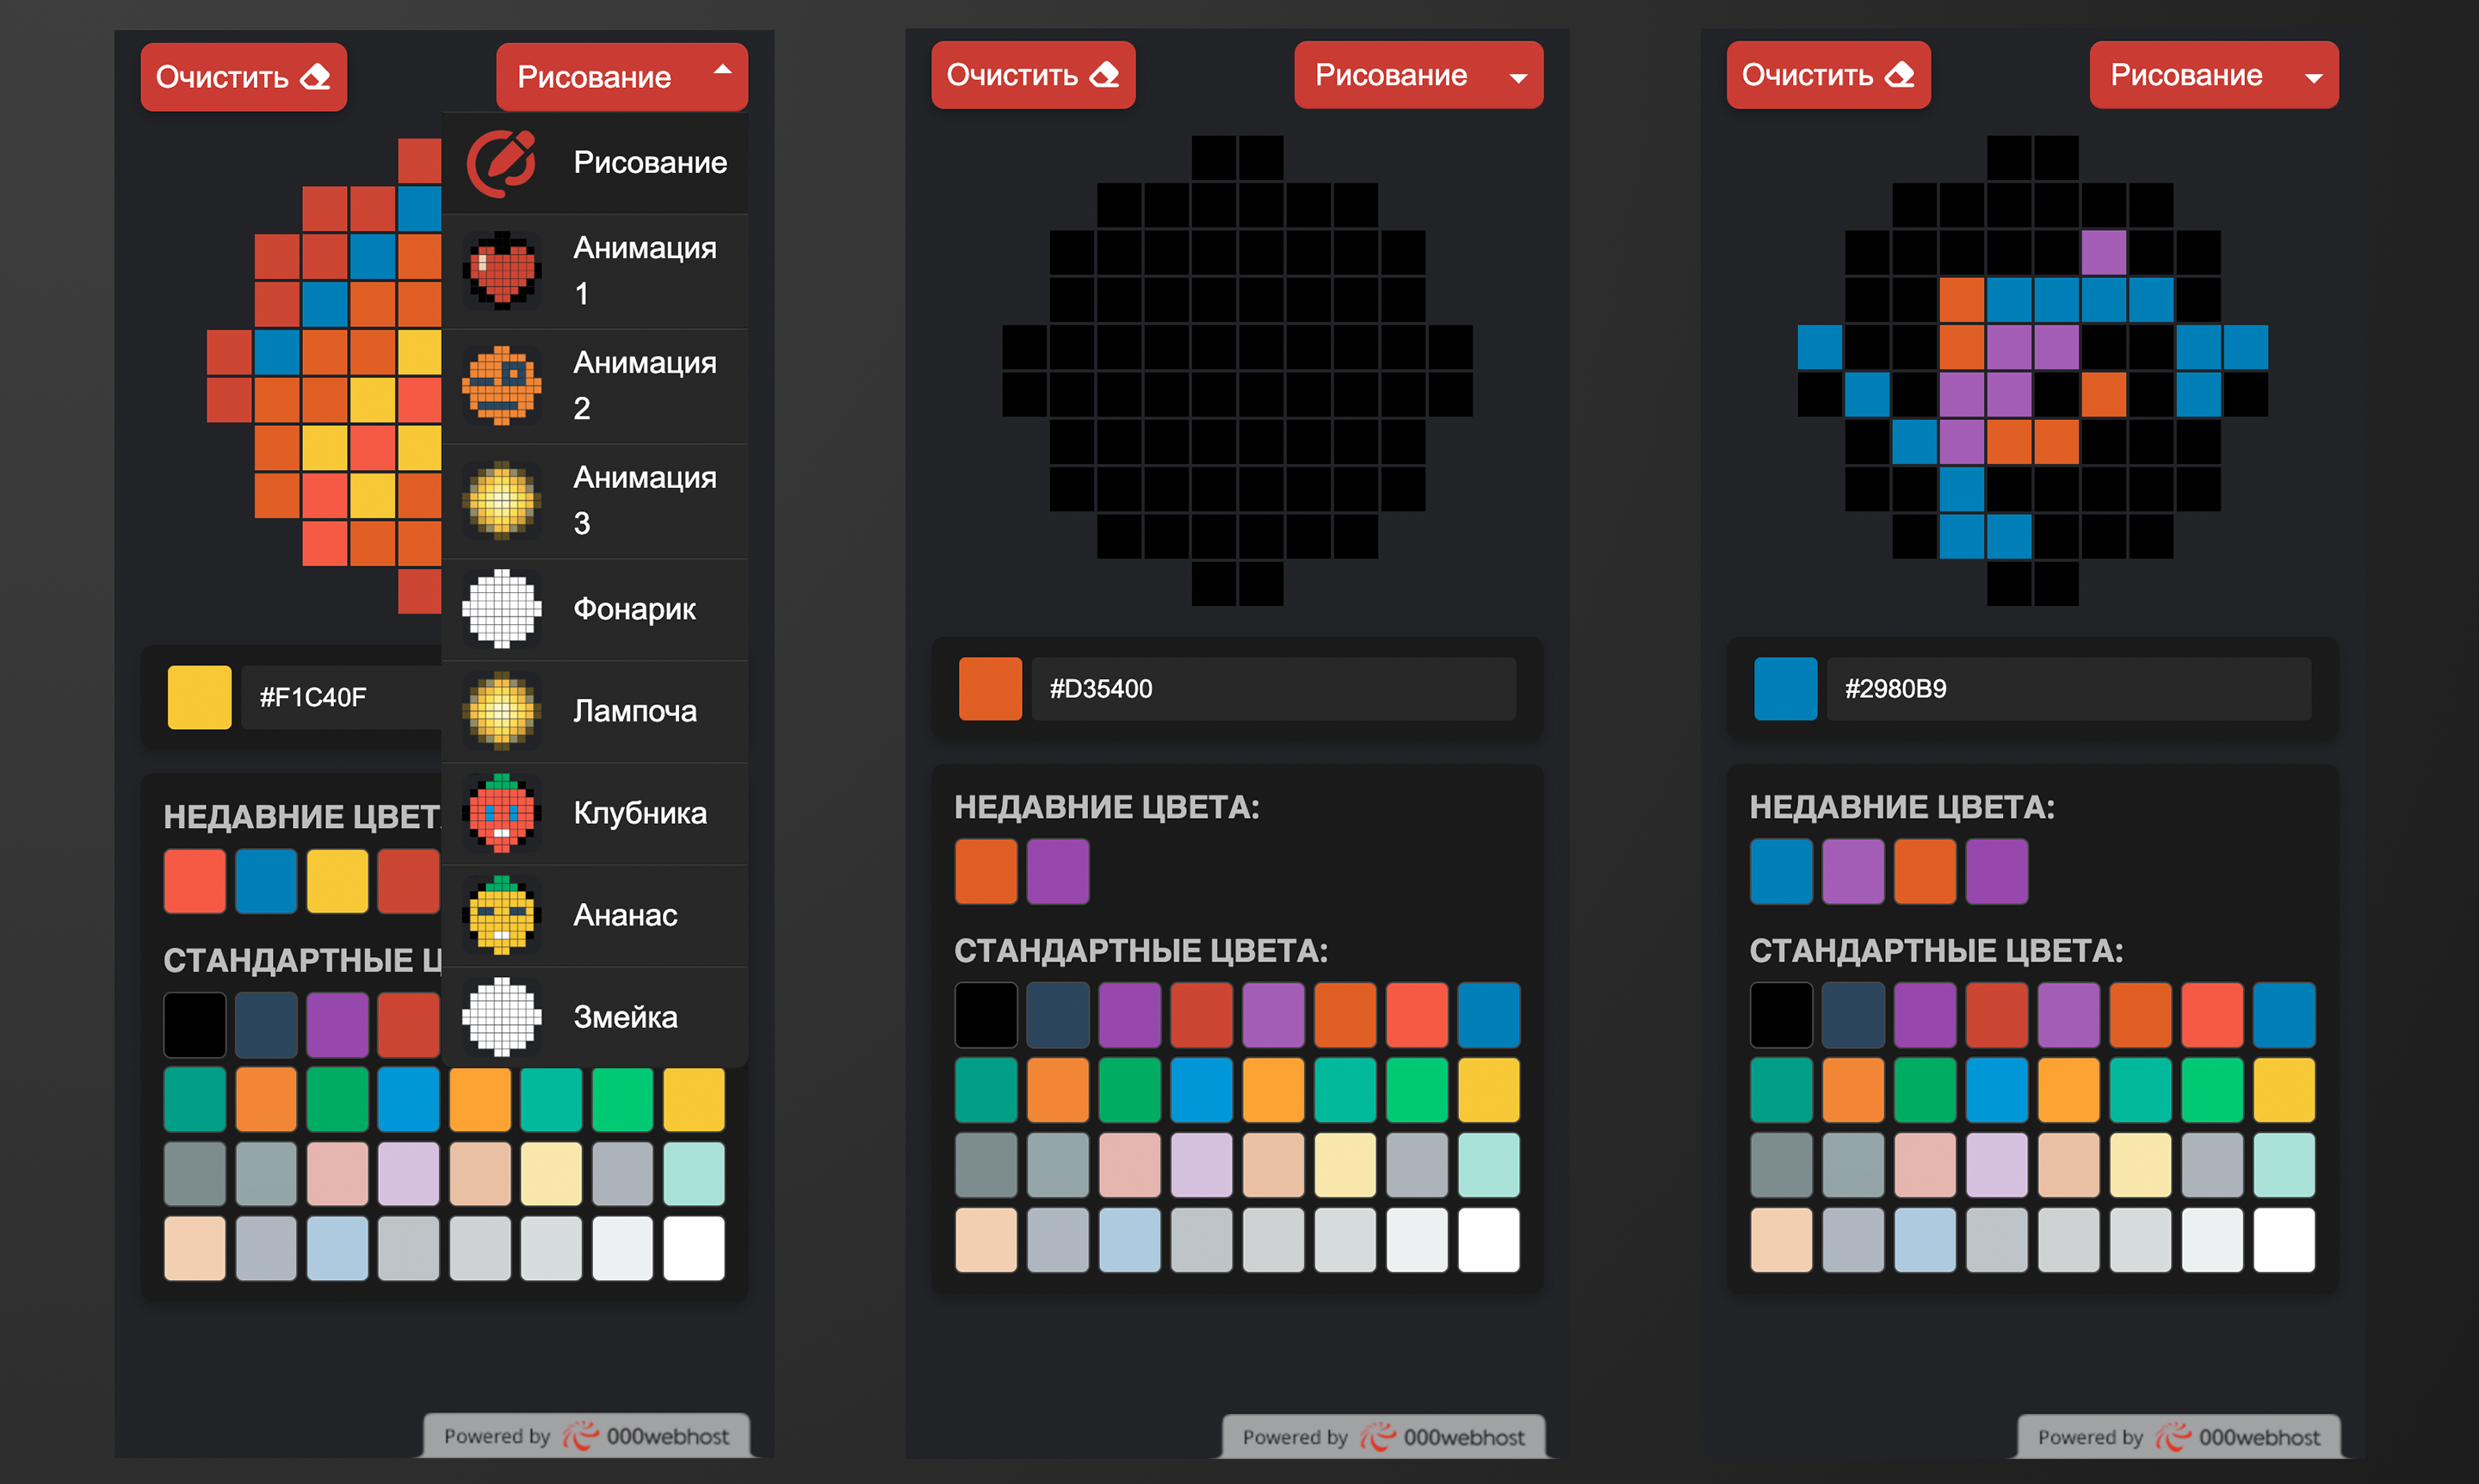 Очистить
Рисование
Рисование
Анимация
1
Анимация
2
Анимация
3
Фонарик
Лампоча
Клубника
Ананас
Змейка
#F1C40F
НЕДАВНИЕ ЦВЕТ
СТАНДАРТНЫЕ Ц
Powered by 000webhost
Очистить
Рисование
#D35400
НЕДАВНИЕ ЦВЕТА:
СТАНДАРТНЫЕ ЦВЕТА:
Powered by 000webhost
Очистить
Рисование
#2980B9
НЕДАВНИЕ ЦВЕТА:
СТАНДАРТНЫЕ ЦВЕТА:
Powered by 000webhost